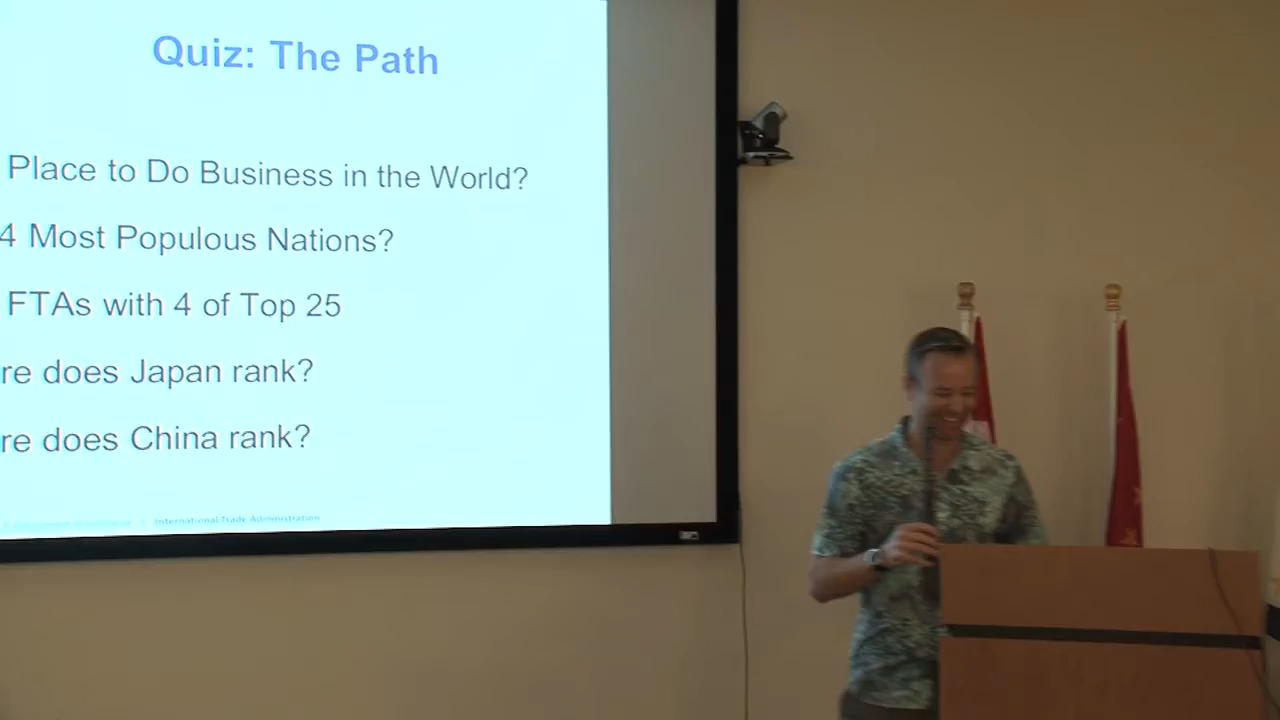 Quiz: The Path
Place to Do Business in the World?
4 Most Populous Nations?
FTAs with 4 of Top 25
re does Japan rank?
re does China rank?
International Trade Administration